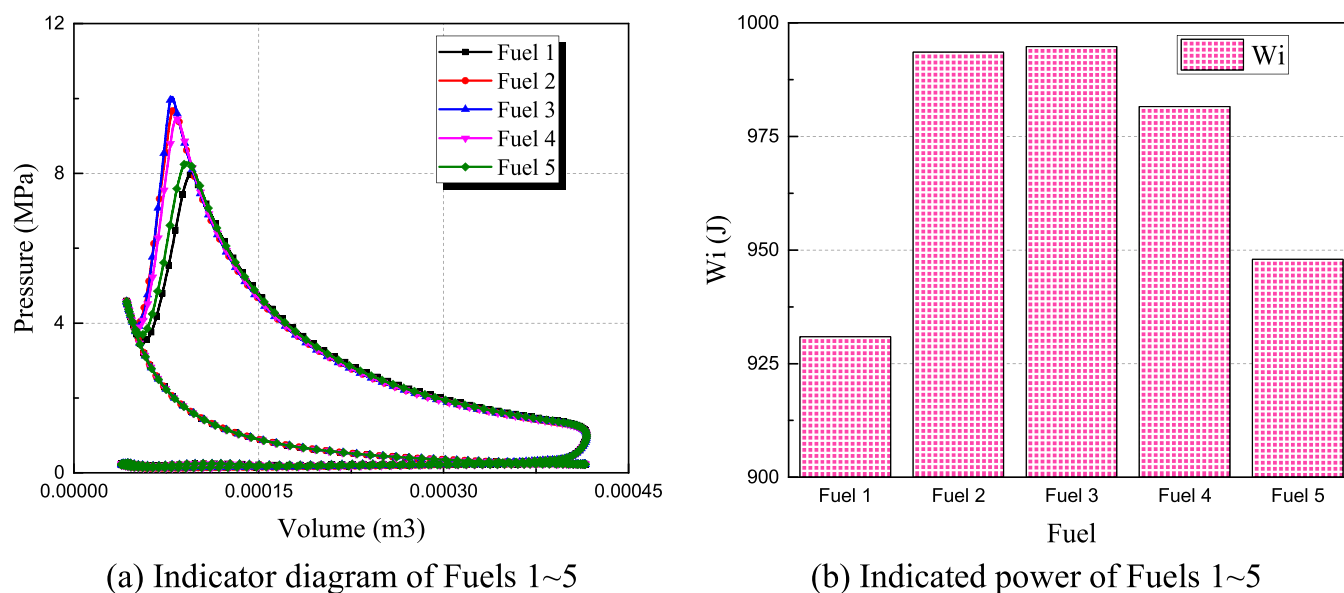 12
8
4
0
0.00000
0.00015
0.00030
0.00045
Pressure (MPa)
Volume (m3)
Fuel 1
Fuel 2
Fuel 3
Fuel 4
Fuel 5
(a) Indicator diagram of Fuels 1~5
1000
975
950
925
900
Wi (J)
Wi
Fuel 1
Fuel 2
Fuel 3
Fuel 4
Fuel 5
Fuel
(b) Indicated power of Fuels 1~5